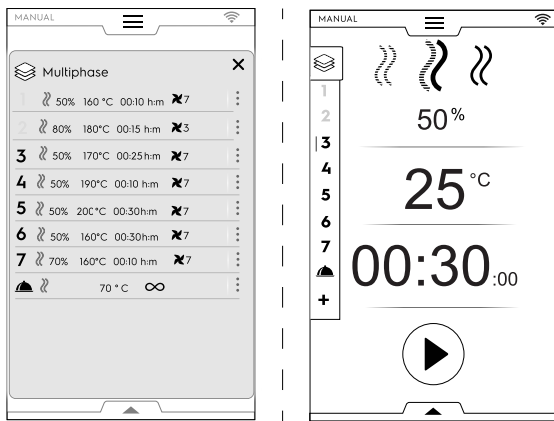 MANUAL
Multiphase
1 50% 160 °C 00:10 h:m 7
2 80% 180°C 00:15 h:m 3
3 50% 170°C 00:25h:m 7
4 50% 190°C 00:10 h:m 7
5 50% 20C°C 00:30h:m 7
6 50% 160°C 00:30h:m 7
7 70% 160°C 00:10 h:m 7
70 °C ∞
MANUAL
1
2
3
4
5
6
7
+
50%
25°C
00:30:00